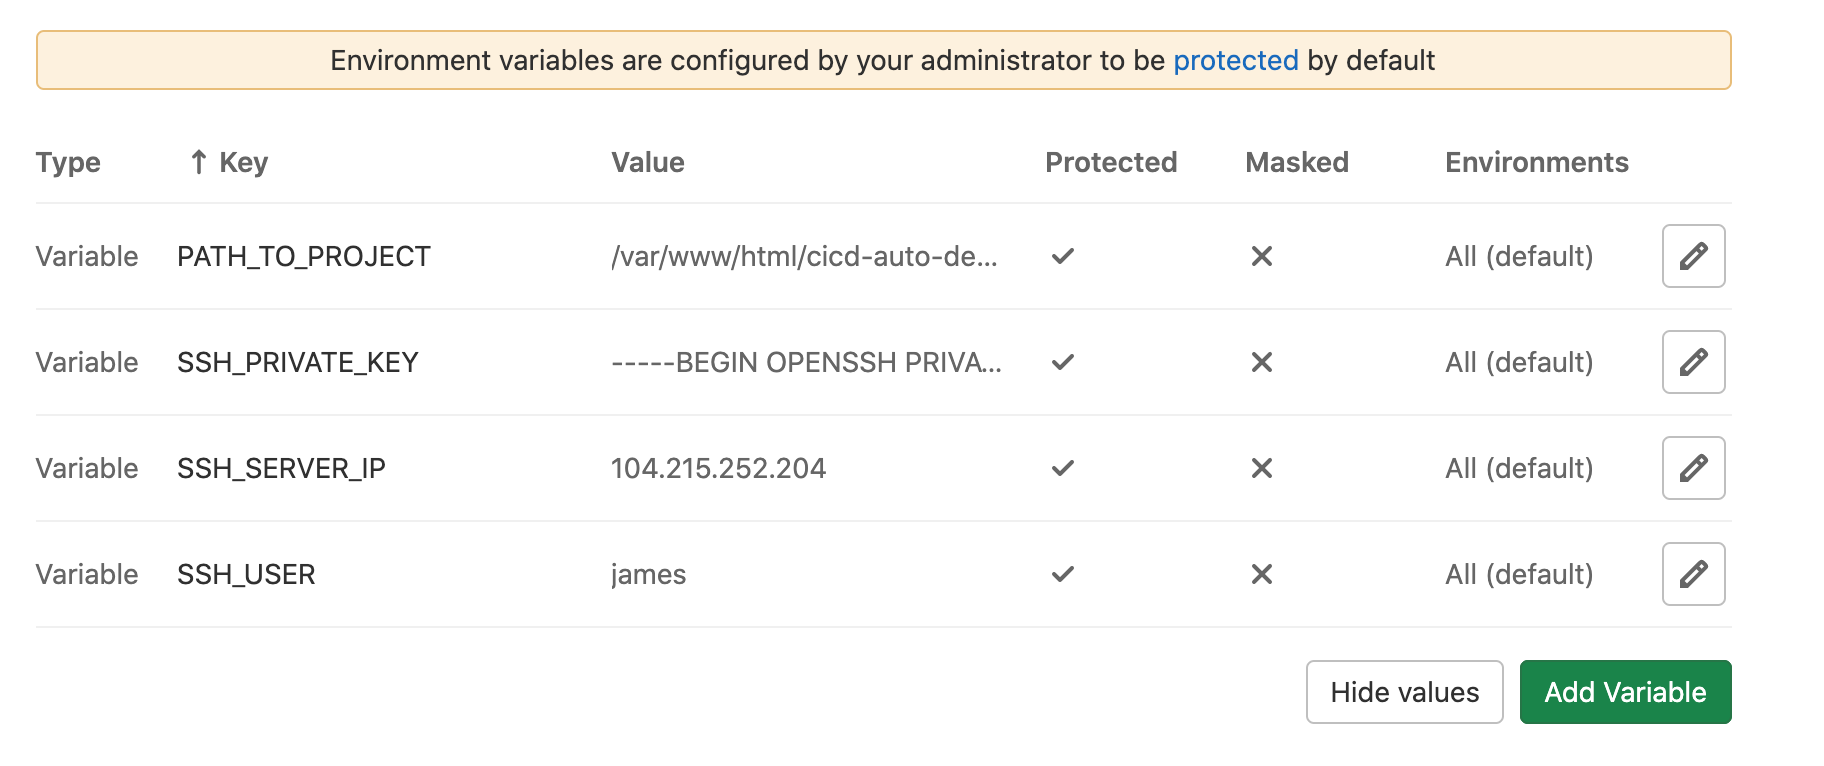 Environment variables are configured by your administrator to be protected by default
Type ↑ Key Value Protected Masked Environments
Variable PATH_TO_PROJECT /var/www/html/cicd-auto-de... ✓ ✕ All (default)
Variable SSH_PRIVATE_KEY -----BEGIN OPENSSH PRIVA... ✓ ✕ All (default)
Variable SSH_SERVER_IP 104.215.252.204 ✓ ✕ All (default)
Variable SSH_USER james ✓ ✕ All (default)
Hide values Add Variable